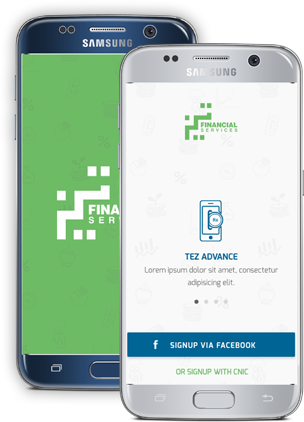 SAMSUNG
FINA
SERV
SAMSUNG
FINANCIAL
SERVICES
Rs
TEZ ADVANCE
Lorem ipsum dolor sit amet, consectetur
adipisicing elit.
f SIGNUP VIA FACEBOOK
OR SIGNUP WITH CNIC